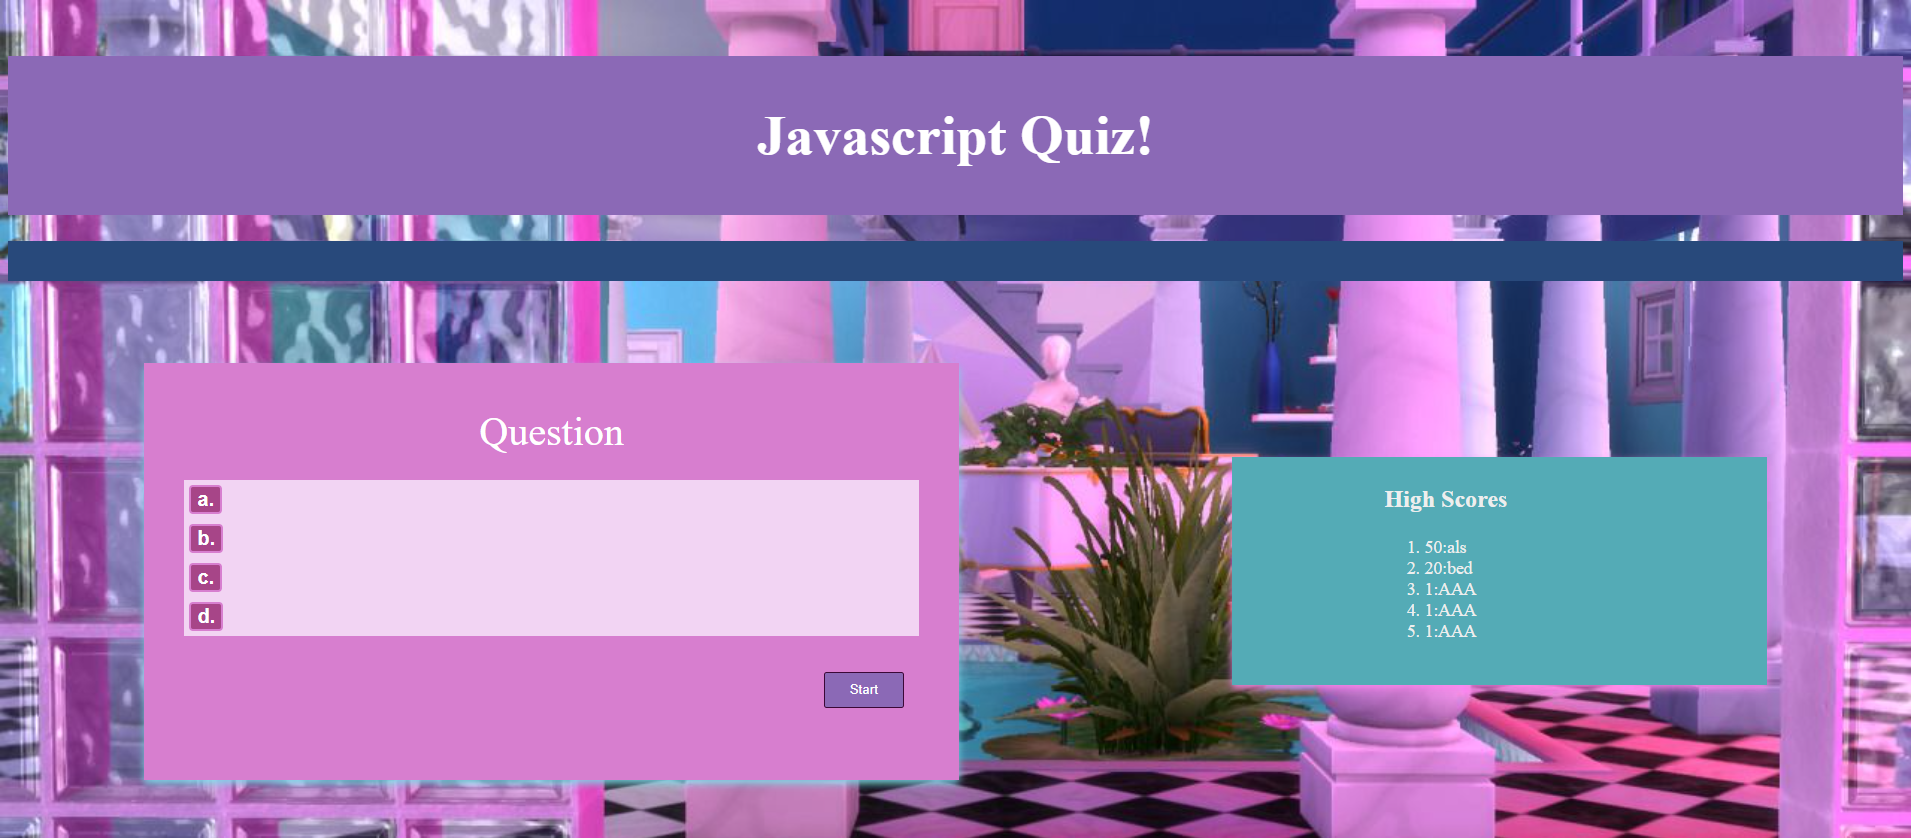 Javascript Quiz!
Question
a.
b.
c.
d.
Start
High Scores
1. 50:als
2. 20:bed
3. 1:AAA
4. 1:AAA
5. 1:AAA